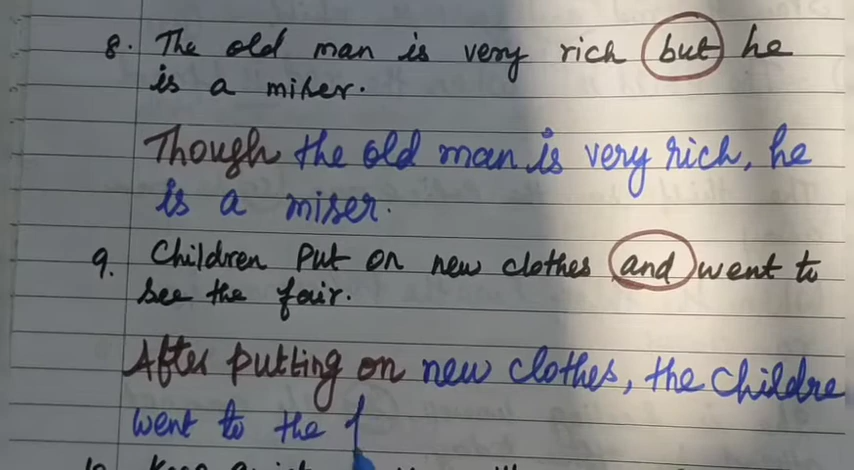 8. The old man is very rich but he
is a miser.
Though the old man is very rich, he
is a miser.
9. Children put on new clothes and went to
see the fair.
After putting on new clothes, the childre
went to the f